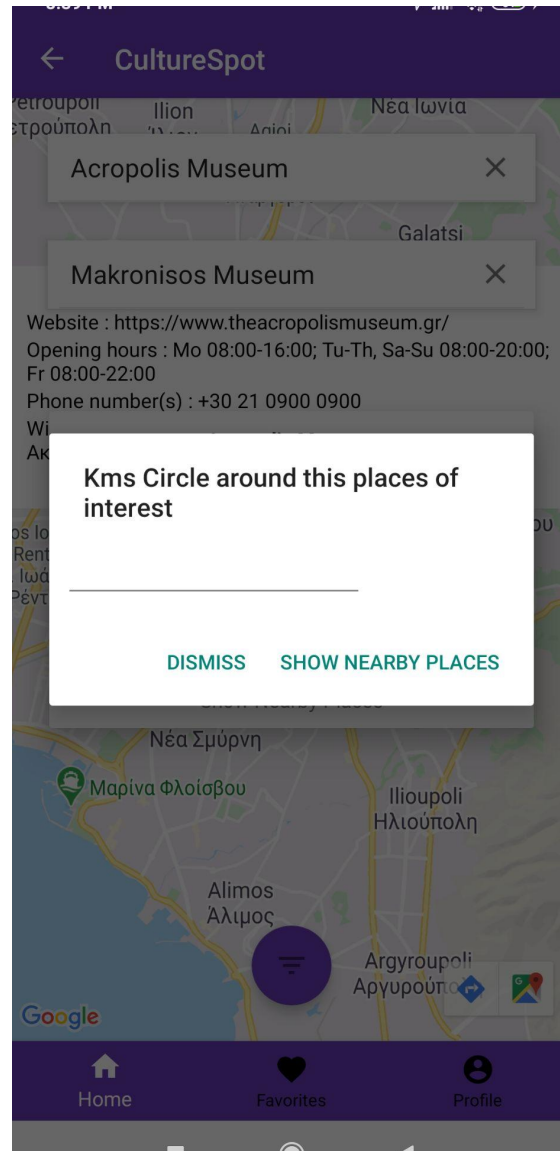 CultureSpot
Ilion
Νέα Ιωνία
Acropolis Museum
Galatsi
Makronisos Museum
Website : https://www.theacropolismuseum.gr/
Opening hours : Mo 08:00-16:00; Tu-Th, Sa-Su 08:00-20:00;
Fr 08:00-22:00
Phone number(s) : +30 21 0900 0900
Kms Circle around this places of
interest
DISMISS SHOW NEARBY PLACES
Νέα Σμύρνη
Μαρίνα Φλοίσβου
Ilioupoli
Ηλιούπολη
Alimos
Άλιμος
Argyroupoli
Google
Home
Favorites
Profile